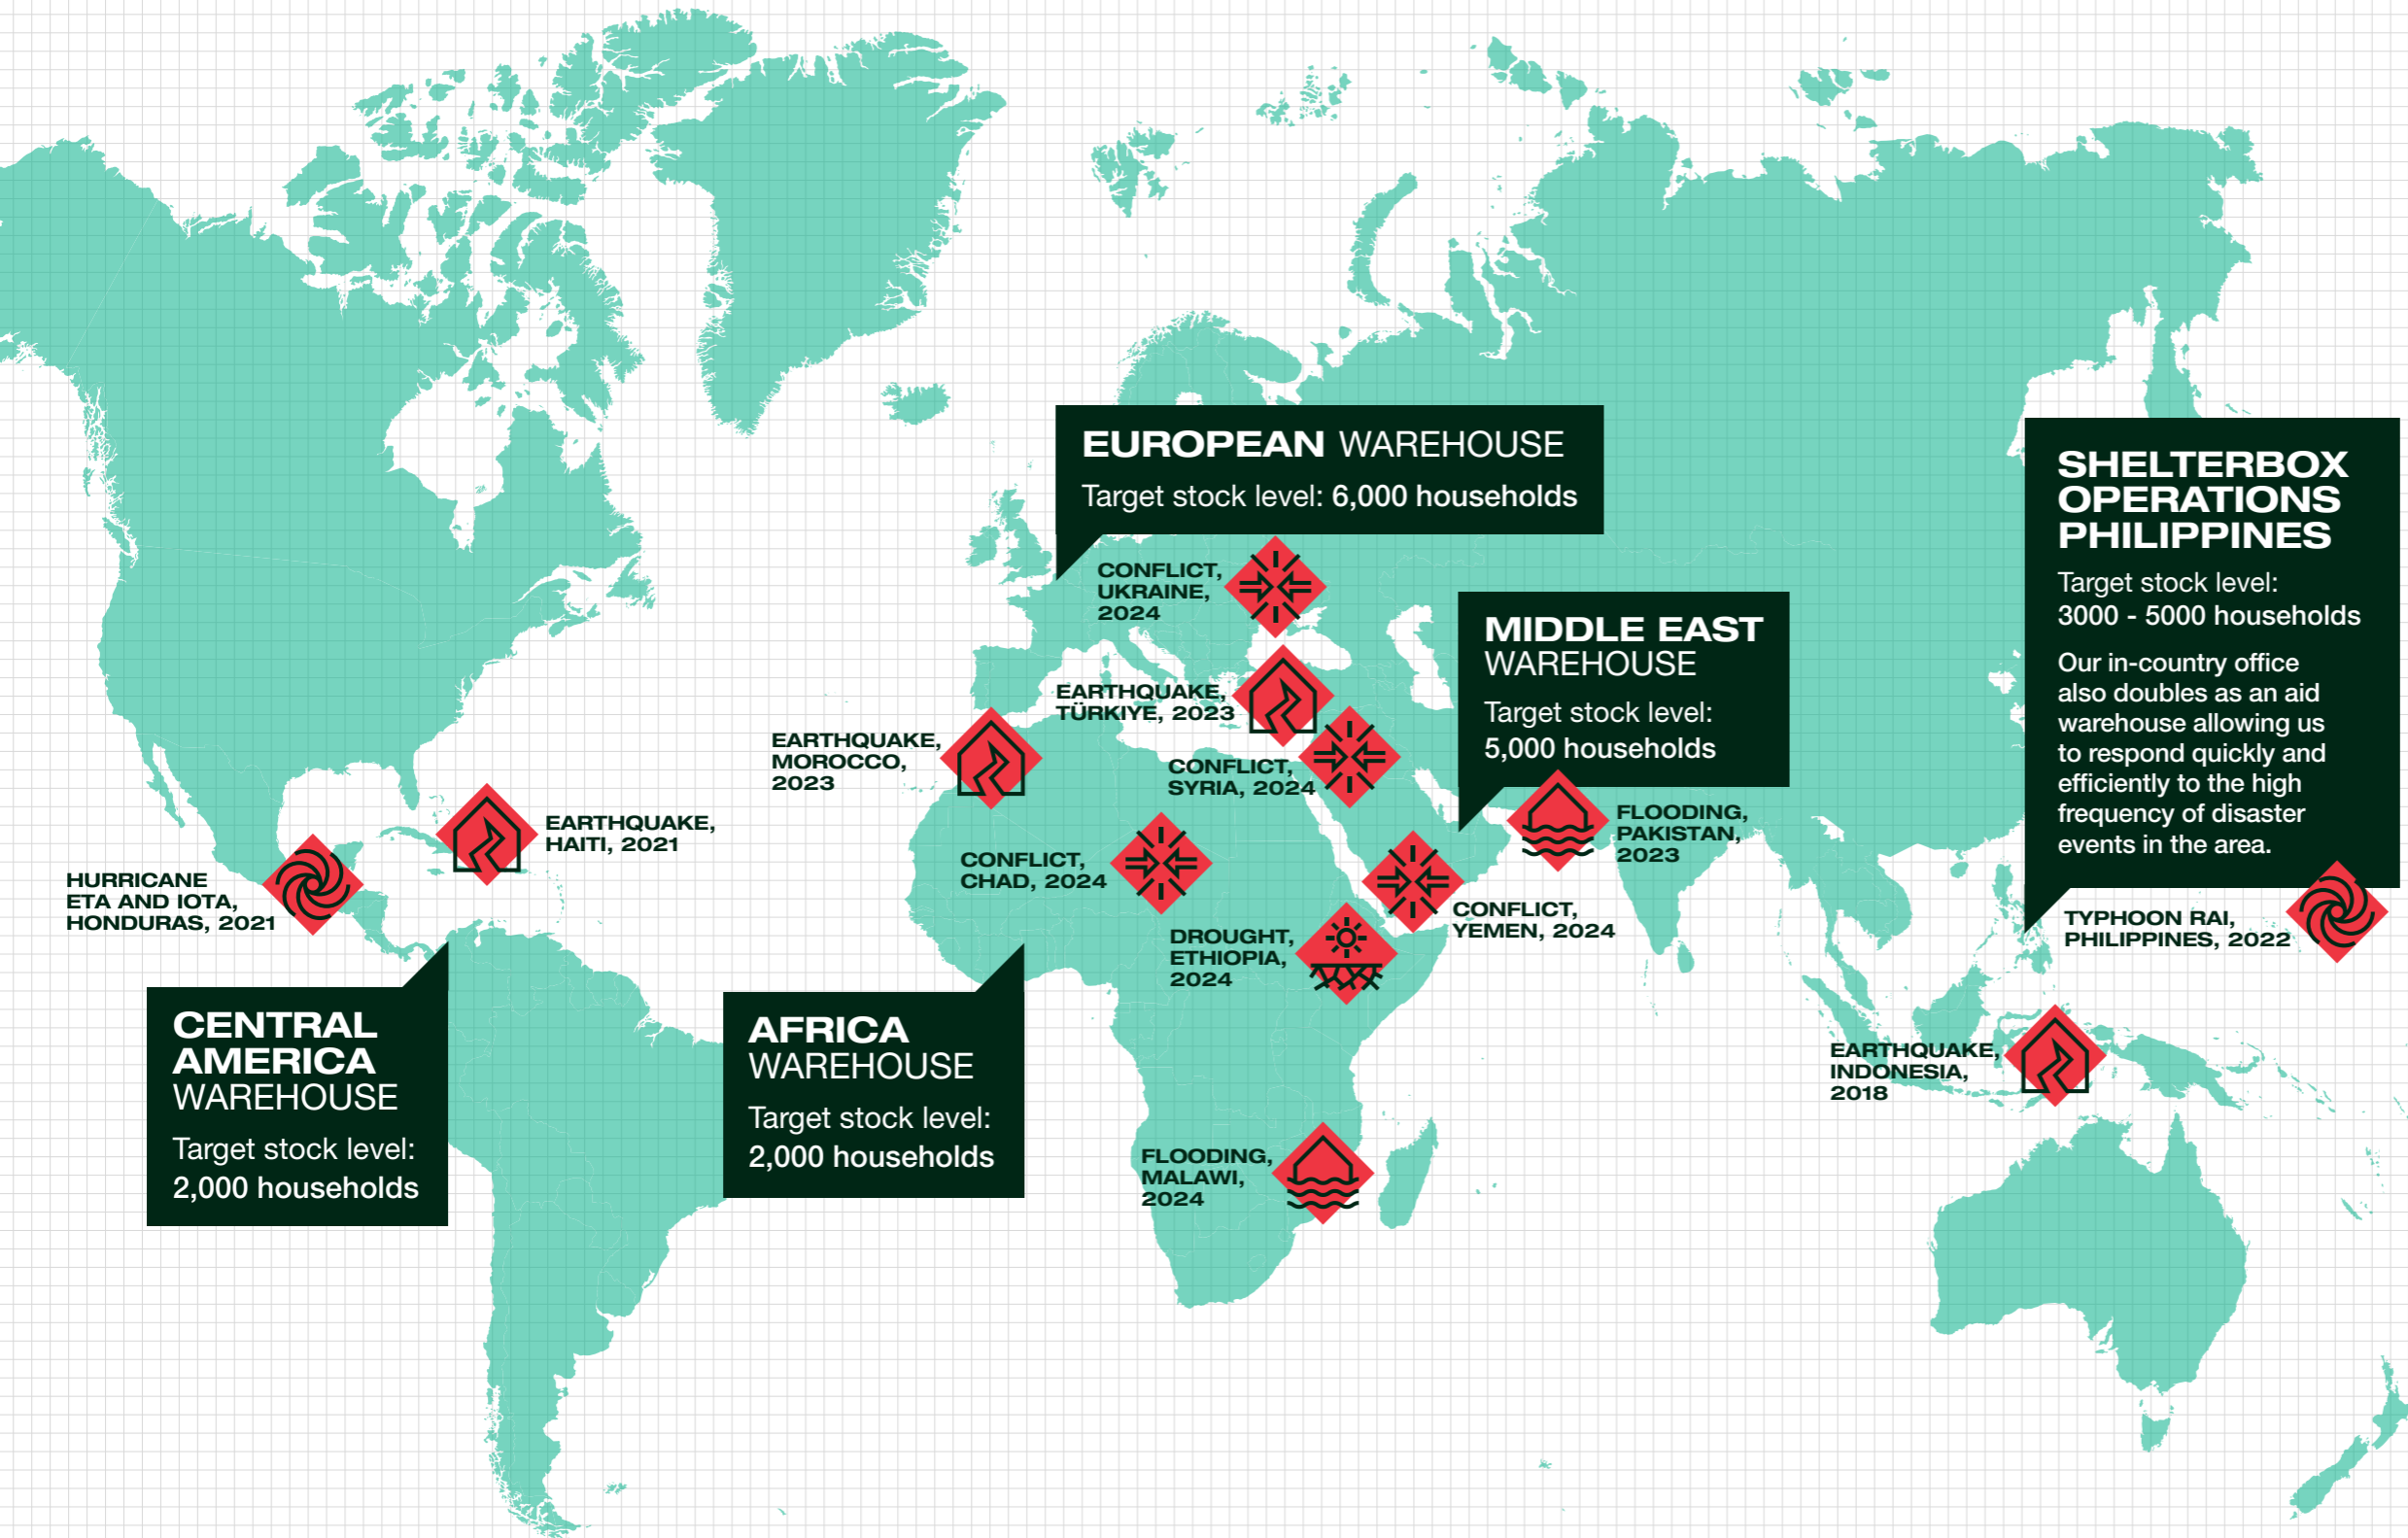 EUROPEAN WAREHOUSE
Target stock level: 6,000 households
SHELTERBOX
OPERATIONS
PHILIPPINES
Target stock level:
3000 - 5000 households
Our in-country office
also doubles as an aid
warehouse allowing us
to respond quickly and
efficiently to the high
frequency of disaster
events in the area.
CONFLICT,
UKRAINE,
2024
MIDDLE EAST
WAREHOUSE
Target stock level:
5,000 households
EARTHQUAKE,
TÜRKIYE, 2023
EARTHQUAKE,
MOROCCO,
2023
CONFLICT,
SYRIA, 2024
FLOODING,
PAKISTAN,
2023
EARTHQUAKE,
HAITI, 2021
CONFLICT,
CHAD, 2024
HURRICANE
ETA AND IOTA,
HONDURAS, 2021
CONFLICT,
YEMEN, 2024
TYPHOON RAI,
PHILIPPINES, 2022
DROUGHT,
ETHIOPIA,
2024
CENTRAL
AMERICA
WAREHOUSE
Target stock level:
2,000 households
AFRICA
WAREHOUSE
Target stock level:
2,000 households
EARTHQUAKE,
INDONESIA,
2018
FLOODING,
MALAWI,
2024